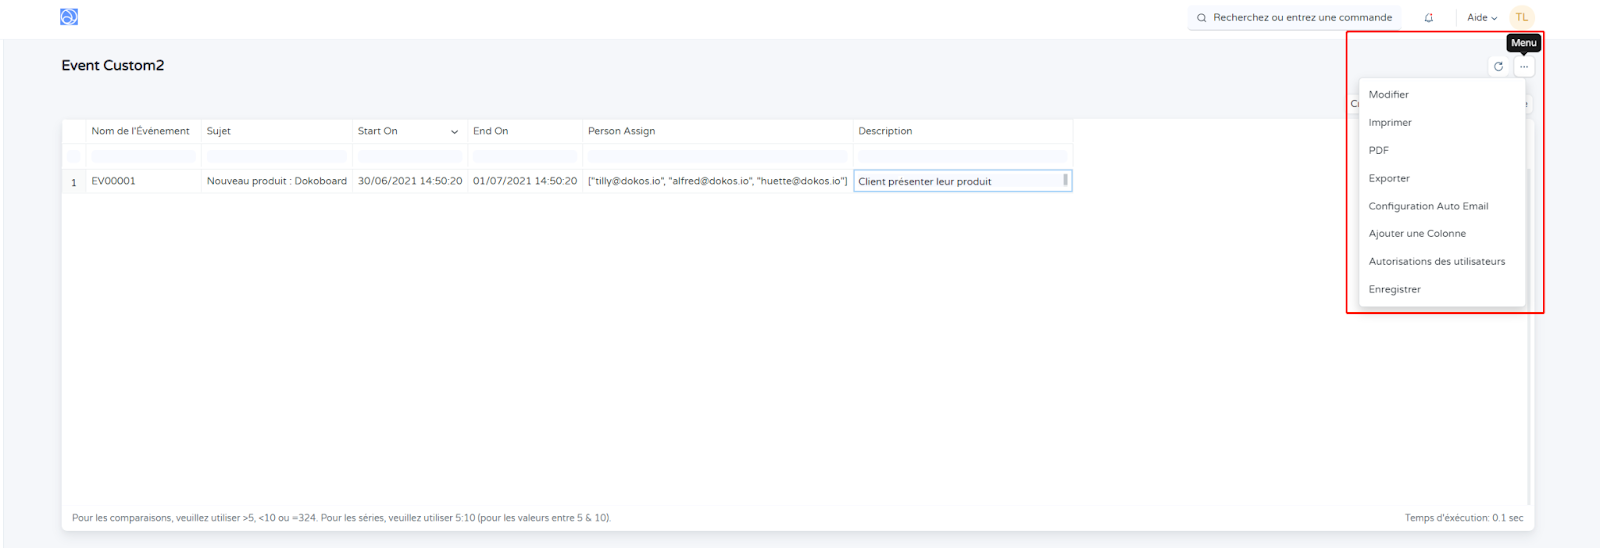 Recherchez ou entrez une commande
Aide
TL
Menu
Event Custom2
...
Modifier
Imprimer
PDF
Exporter
Configuration Auto Email
Ajouter une Colonne
Autorisations des utilisateurs
Enregistrer
Nom de l'Événement Sujet Start On End On Person Assign Description
1 EV00001 Nouveau produit : Dokoboard 30/06/2021 14:50:20 01/07/2021 14:50:20 ["tilly@dokos.io", "alfred@dokos.io", "huette@dokos.io"] Client présenter leur produit
Pour les comparaisons, veuillez utiliser >5, <10 ou =324. Pour les séries, veuillez utiliser 5:10 (pour les valeurs entre 5 & 10).
Temps d'éxécution: 0.1 sec